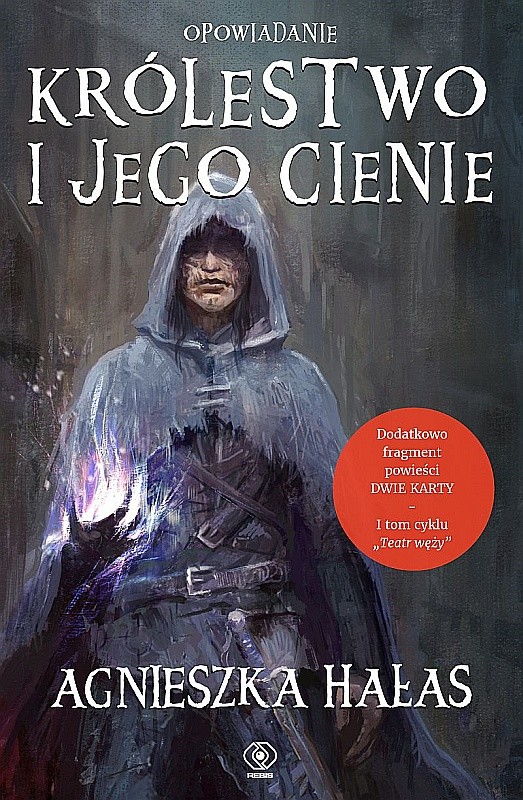 OPOWIADANIE
KRÓLESTWO
I JEGO CIENIE
Dodatkowo
fragment
powieści
DWIE KARTY
–
I tom cyklu
„Teatr węży”
AGNIESZKA HAŁAS
REBIS